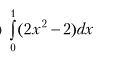 ∫₀¹(2x² – 2)dx